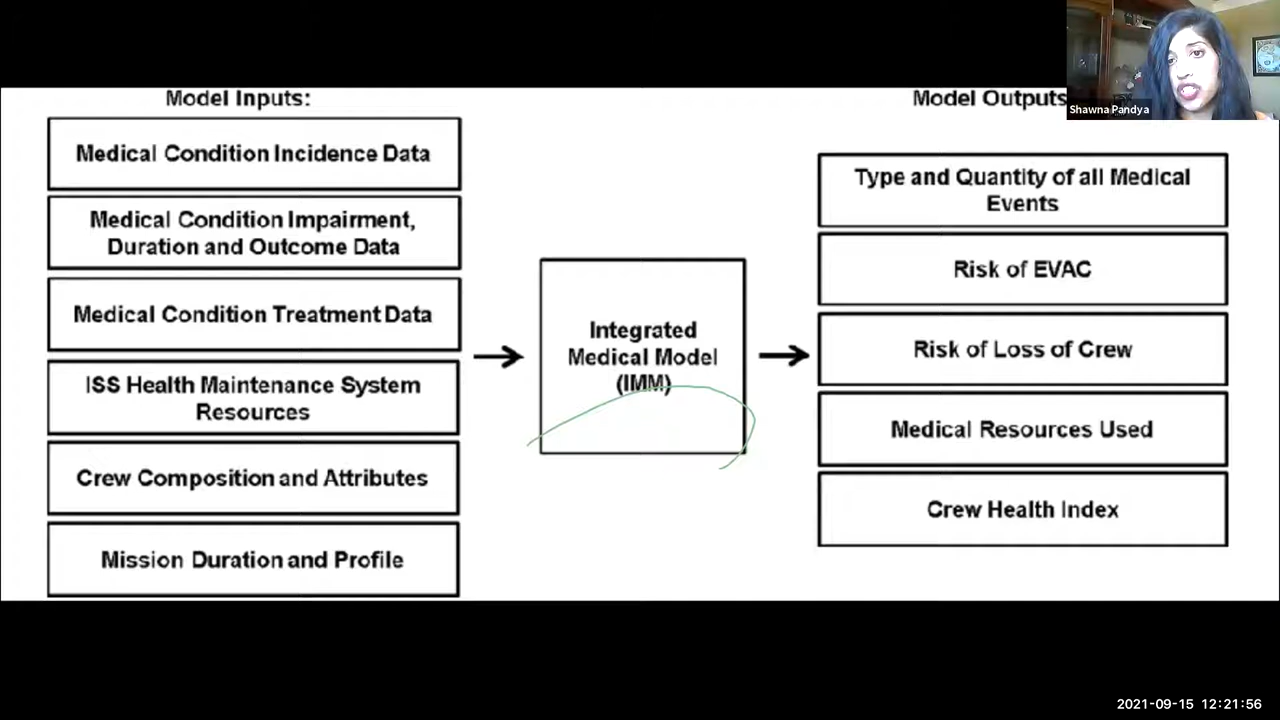 Model Inputs:
Medical Condition Incidence Data
Medical Condition Impairment,
Duration and Outcome Data
Medical Condition Treatment Data
ISS Health Maintenance System
Resources
Crew Composition and Attributes
Mission Duration and Profile
Integrated
Medical Model
(IMM)
Model Outputs
Type and Quantity of all Medical
Events
Risk of EVAC
Risk of Loss of Crew
Medical Resources Used
Crew Health Index
Shawna Pandya
2021-09-15 12:21:56